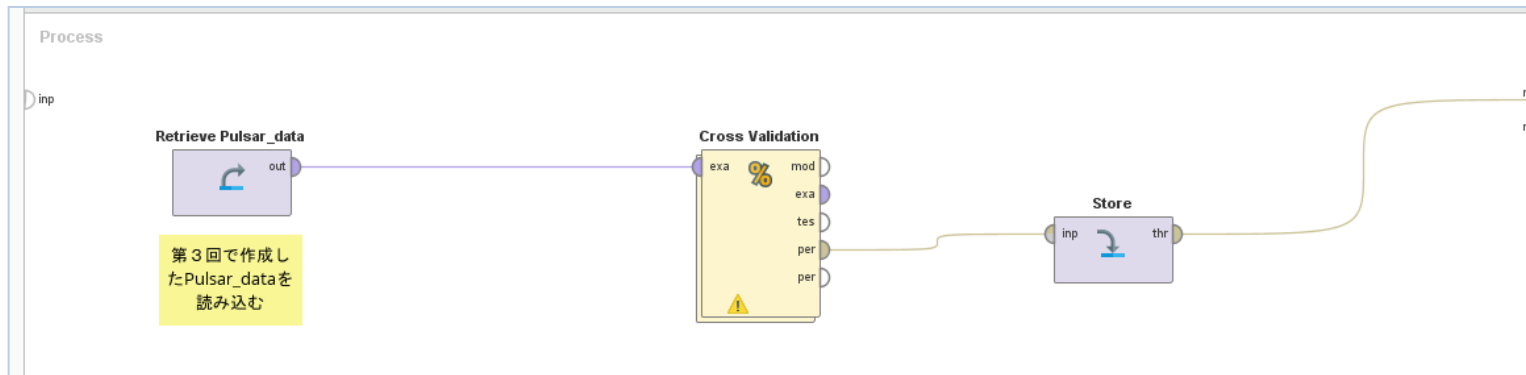 Process
inp
Retrieve Pulsar_data
out
第３回で作成し
たPulsar_dataを
読み込む
Cross Validation
exa
mod
exa
tes
per
per
Store
inp
thr